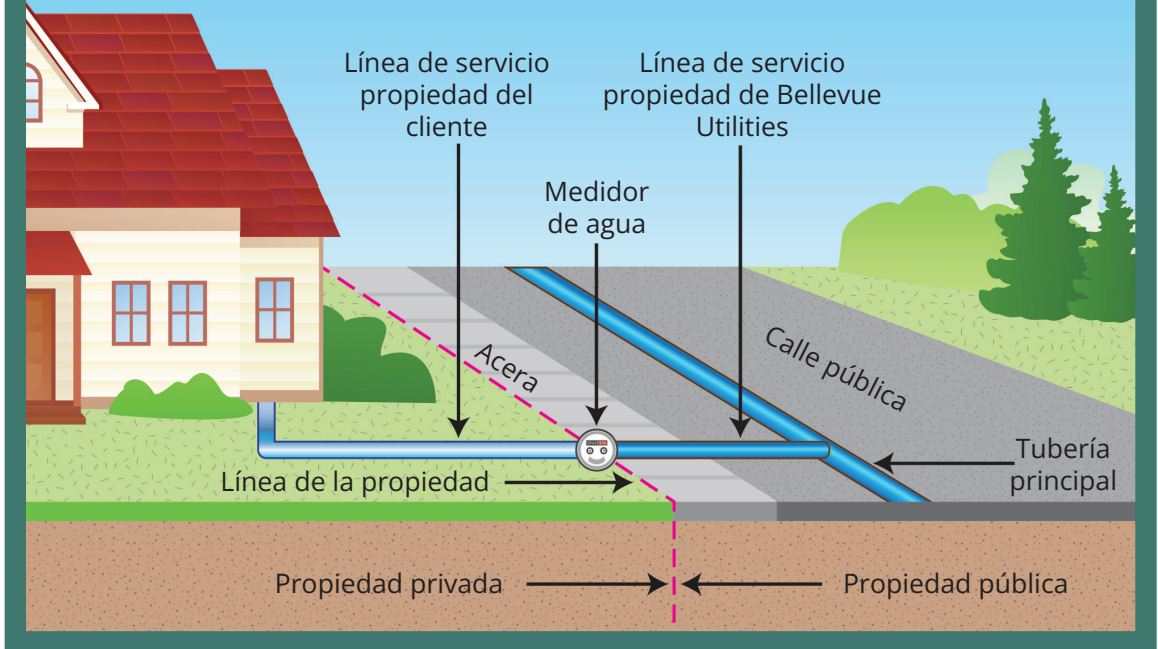 Línea de servicio
propiedad del
cliente
Línea de servicio
propiedad de Bellevue
Utilities
Medidor
de agua
Acera
Calle pública
Tubería
principal
Línea de la propiedad
Propiedad privada
Propiedad pública